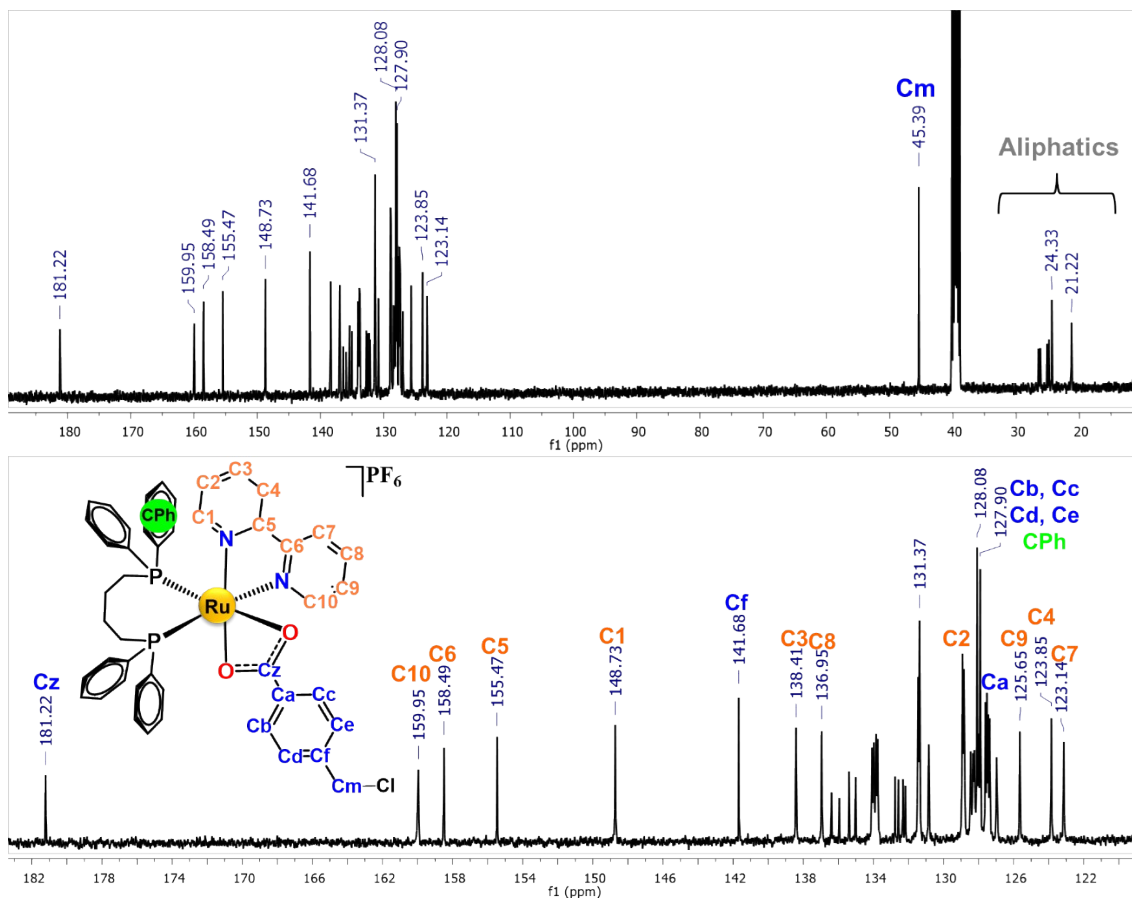 128.08
127.90
131.37
Cm
45.39
Aliphatics
141.68
148.73
155.47
158.49
159.95
181.22
123.85
123.14
24.33
21.22
180 170 160 150 140 130 120 110 100 90 80 70 60 50 40 30 20
f1 (ppm)
PF6
C3
C2 C4
CPh
C1 C5
N C6 C7
C8
P N C9
Ru C10
O
P O Cz
Ca Cc
Cb Ce
Cd Cf
Cm Cl
Cz
181.22
C10
159.95
C6
158.49
C5
155.47
C1
148.73
Cf
141.68
C3
138.41
C8
136.95
131.37
C2
128.08
127.90
Cb, Cc
Cd, Ce
CPh
Ca
C9
125.65
C4
123.85
C7
123.14
182 178 174 170 166 162 158 154 150 146 142 138 134 130 126 122
f1 (ppm)